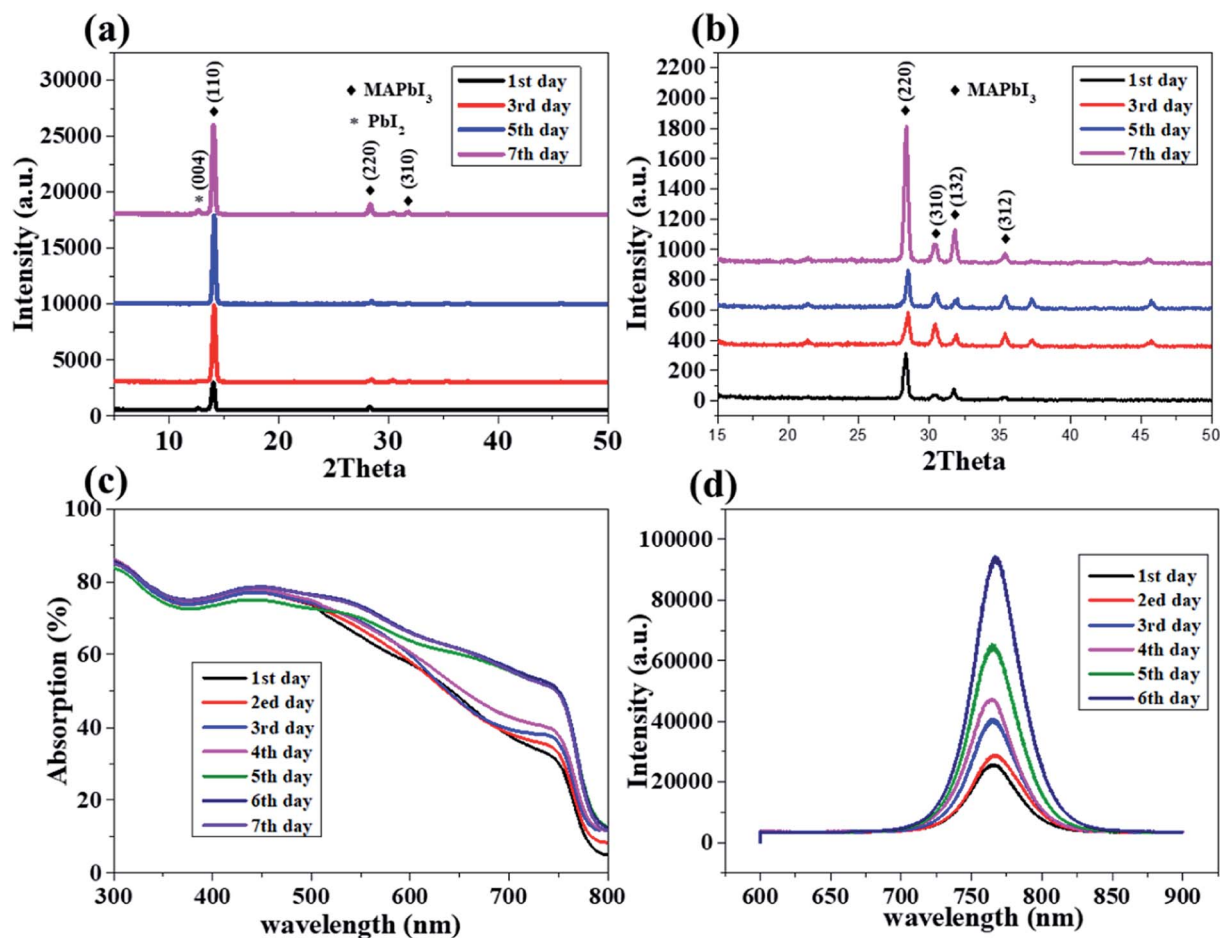 (a)
30000
25000
20000
15000
10000
5000
0
Intensity (a.u.)
10
20
30
40
50
2Theta
(004)
*
(110)
◆
(220)
◆
(310)
◆
◆ MAPbI3
* PbI2
1st day
3rd day
5th day
7th day
(b)
2200
2000
1800
1600
1400
1200
1000
800
600
400
200
0
Intensity (a.u.)
15
20
25
30
35
40
45
50
2Theta
(220)
◆
(310)
◆
(132)
◆
(312)
◆
◆ MAPbI3
1st day
3rd day
5th day
7th day
(c)
100
80
60
40
20
0
Absorption (%)
300
400
500
600
700
800
wavelength (nm)
1st day
2ed day
3rd day
4th day
5th day
6th day
7th day
(d)
100000
80000
60000
40000
20000
0
Intensity (a.u.)
600
650
700
750
800
850
900
wavelength (nm)
1st day
2ed day
3rd day
4th day
5th day
6th day